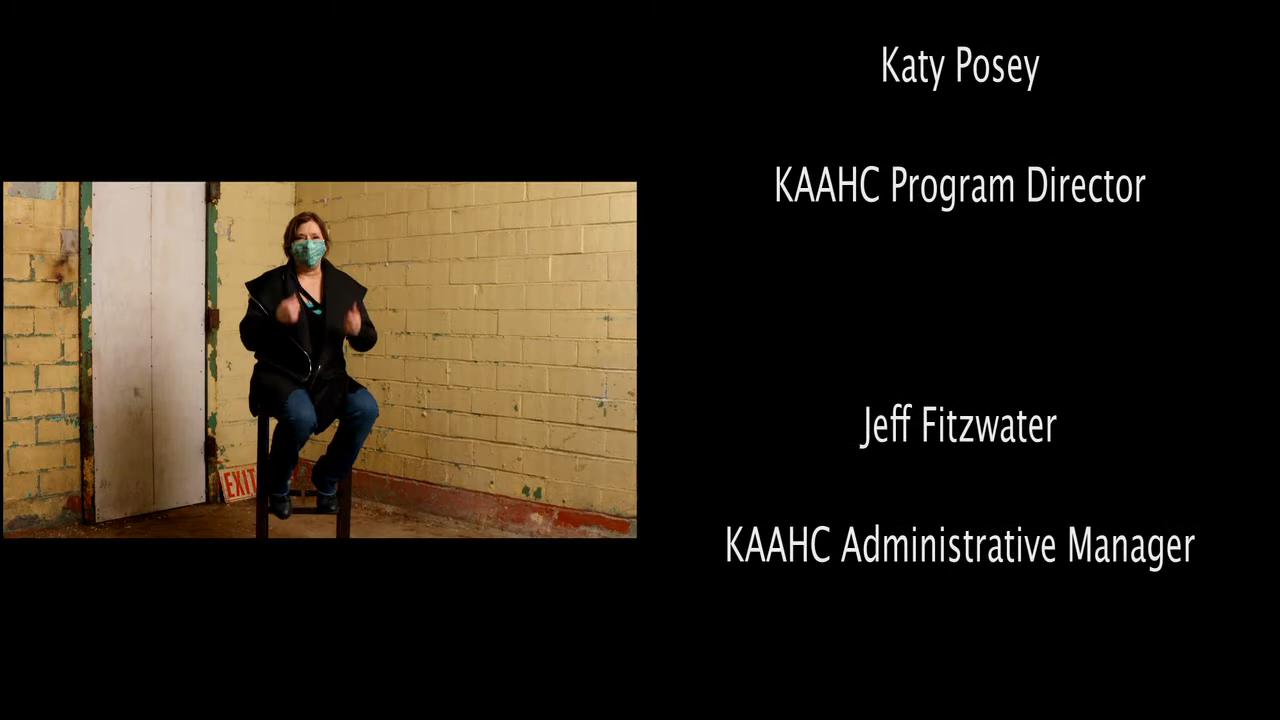 Katy Posey
KAAHC Program Director
Jeff Fitzwater
KAAHC Administrative Manager
EXIT